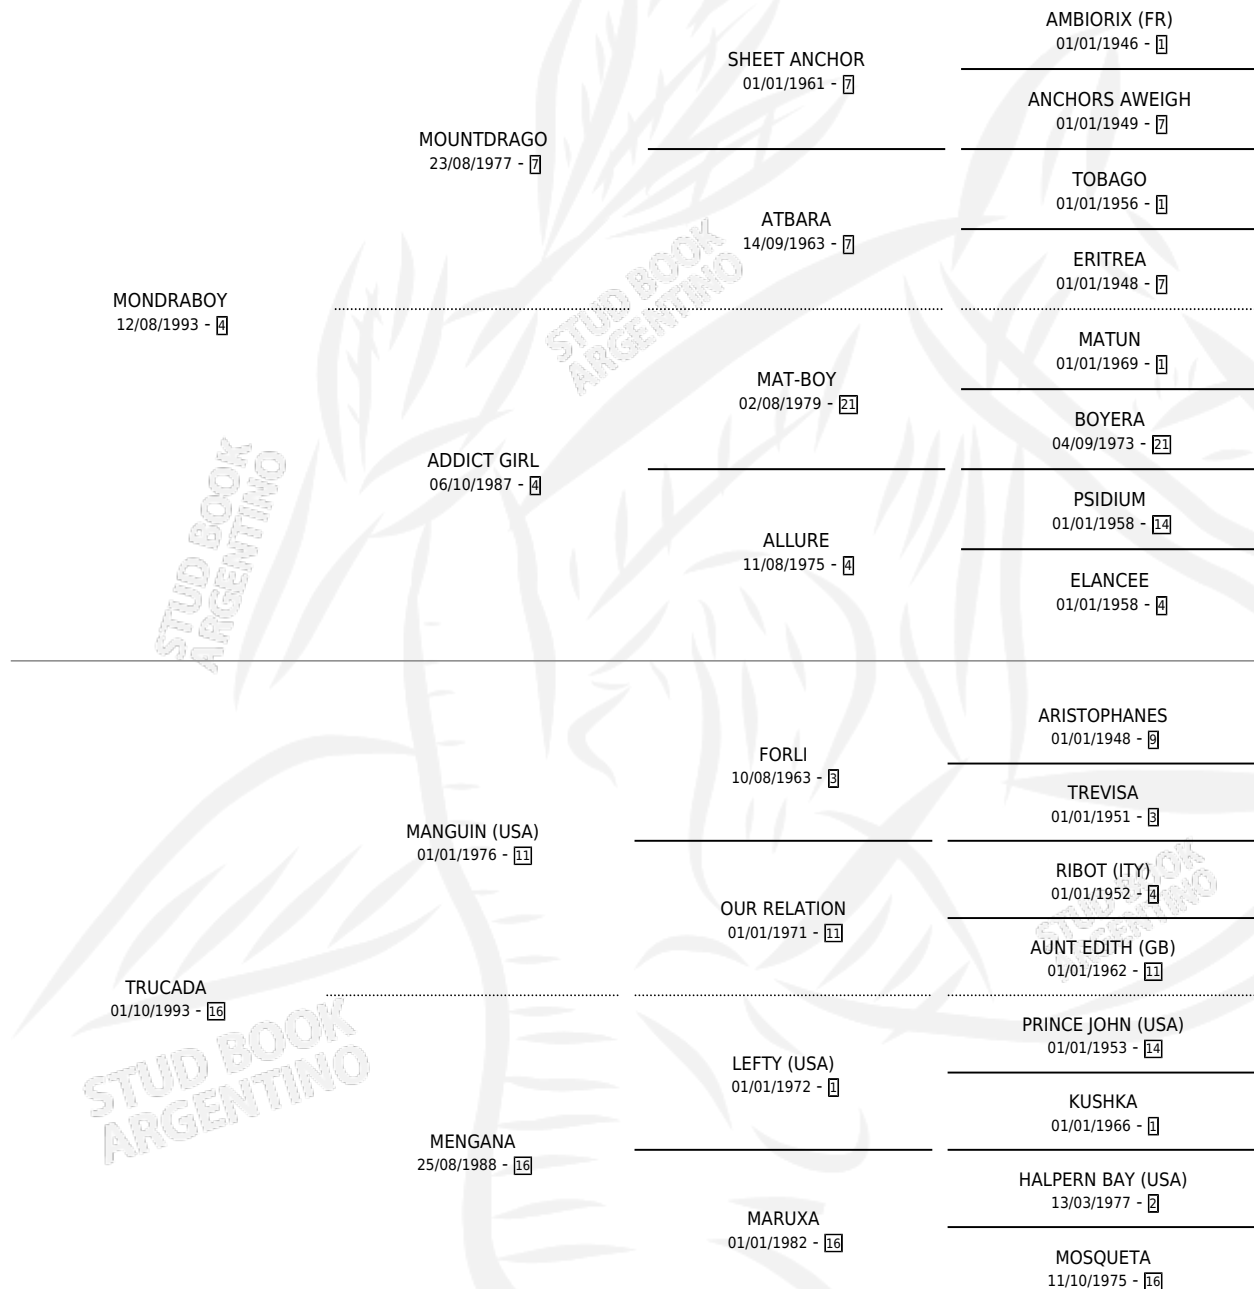 AMBIORIX (FR)
01/01/1946 - 1
SHEET ANCHOR
01/01/1961 - 7
ANCHORS AWEIGH
01/01/1949 - 7
MOUNTDRAGO
23/08/1977 - 7
TOBAGO
01/01/1956 - 1
ATBARA
14/09/1963 - 7
ERITREA
01/01/1948 - 7
MONDRABOY
12/08/1993 - 4
MATUN
01/01/1969 - 1
MAT-BOY
02/08/1979 - 21
BOYERA
04/09/1973 - 21
ADDICT GIRL
06/10/1987 - 4
PSIDIUM
01/01/1958 - 14
ALLURE
11/08/1975 - 4
ELANCEE
01/01/1958 - 4
STUD BOOK
ARGENTINO
STUD BOOK
ARGENTINO
ARISTOPHANES
01/01/1948 - 9
FORLI
10/08/1963 - 3
TREVISA
01/01/1951 - 3
MANGUIN (USA)
01/01/1976 - 11
RIBOT (ITY)
01/01/1952 - 4
OUR RELATION
01/01/1971 - 11
AUNT EDITH (GB)
01/01/1962 - 11
STUD BOOK
ARGENTINO
TRUCADA
01/10/1993 - 16
PRINCE JOHN (USA)
01/01/1953 - 14
LEFTY (USA)
01/01/1972 - 1
KUSHKA
01/01/1966 - 1
STUD BOOK
ARGENTINO
MENGANA
25/08/1988 - 16
HALPERN BAY (USA)
13/03/1977 - 2
MARUXA
01/01/1982 - 16
MOSQUETA
11/10/1975 - 16